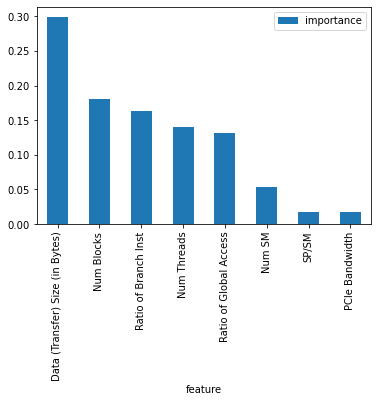 importance
0.30
0.25
0.20
0.15
0.10
0.05
0.00
Data (Transfer) Size (in Bytes)
Num Blocks
Ratio of Branch Inst
Num Threads
Ratio of Global Access
Num SM
SP/SM
PCIe Bandwidth
feature